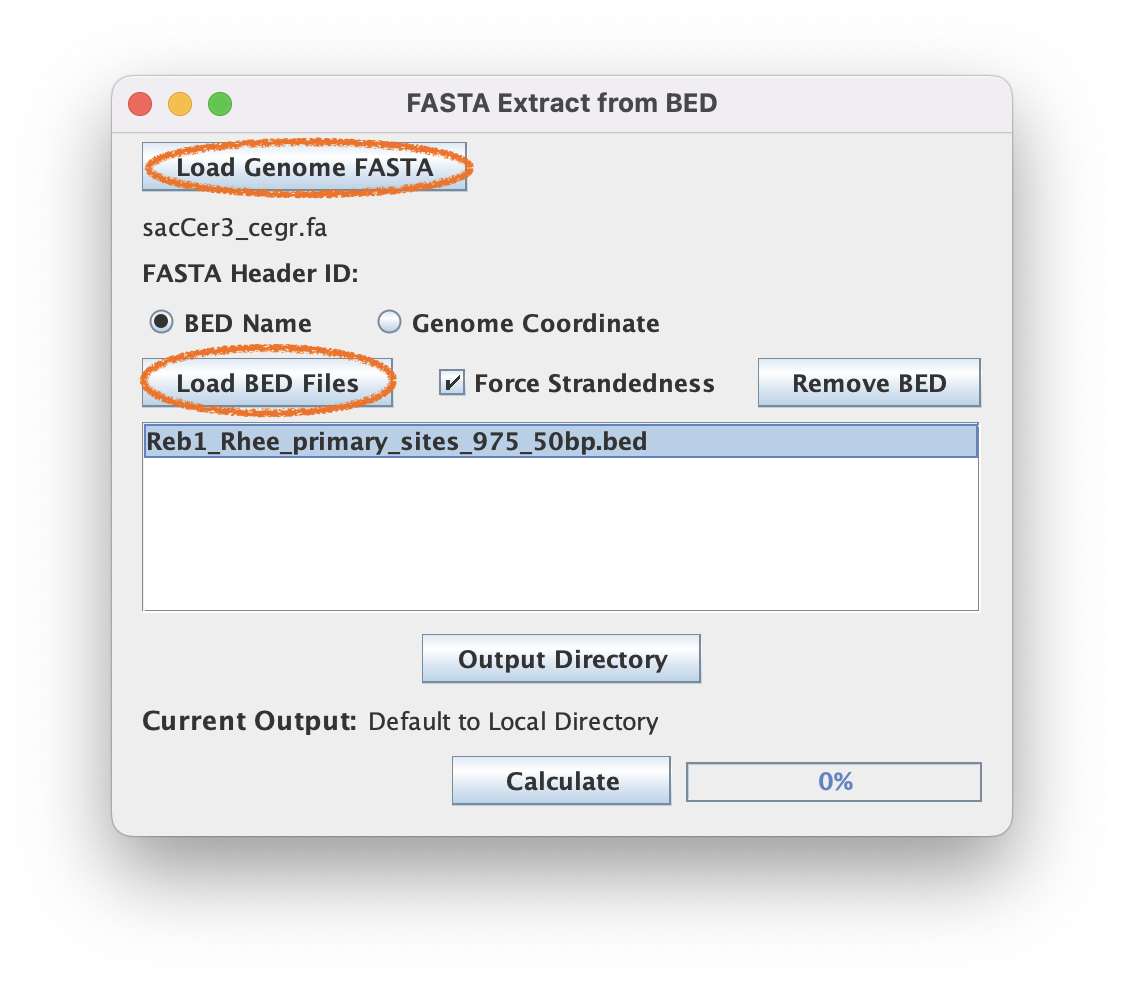 FASTA Extract from BED
Load Genome FASTA
sacCer3_cegr.fa
FASTA Header ID:
BED Name Genome Coordinate
Load BED Files Force Strandedness Remove BED
Reb1_Rhee_primary_sites_975_50bp.bed
Output Directory
Current Output: Default to Local Directory
Calculate 0%